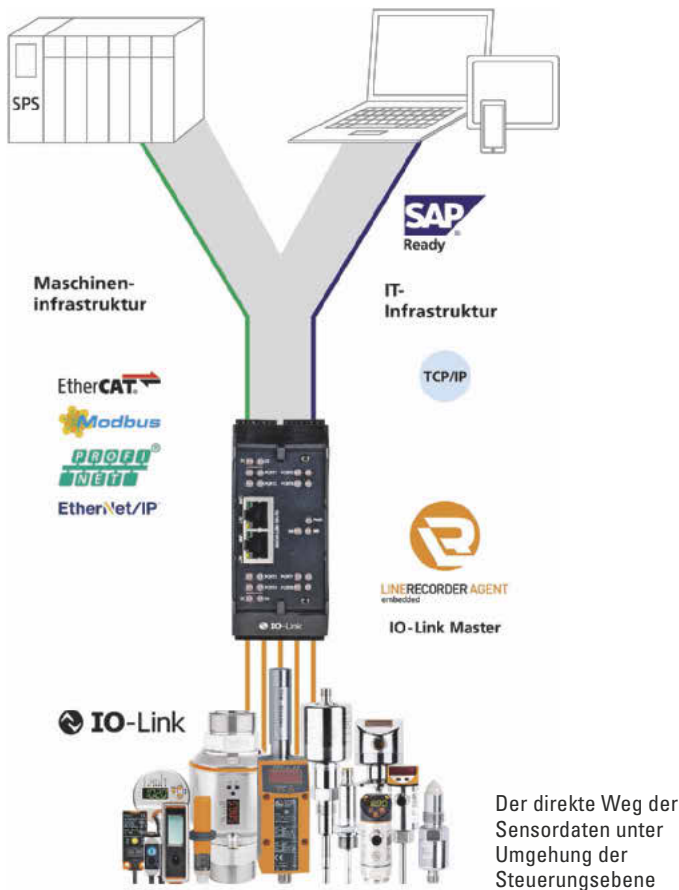 SPS
SAP
Ready
Maschinen-
infrastruktur
IT-
Infrastruktur
EtherCAT®
TCP/IP
Modbus
PROFI
NET®
EtherNet/IP
LINERECORDER AGENT
embedded
IO-Link Master
IO-Link
IO-Link
Der direkte Weg der
Sensordaten unter
Umgehung der
Steuerungsebene